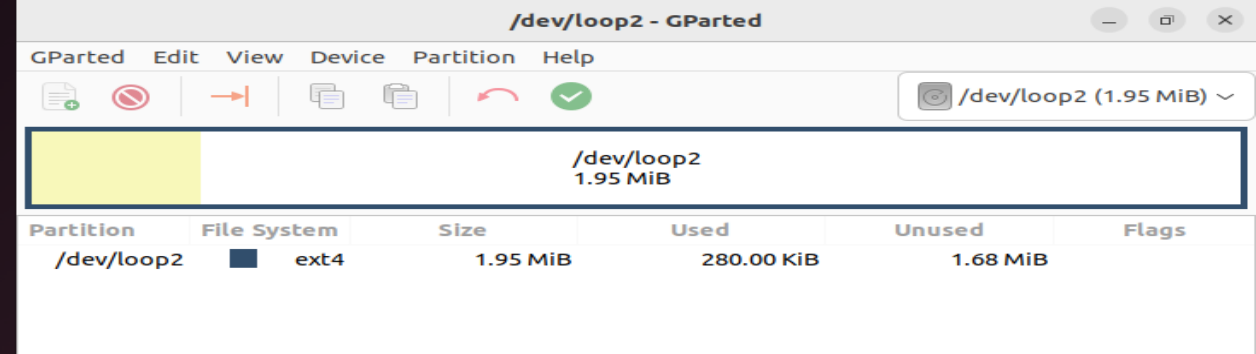 /dev/loop2 - GParted
GParted Edit View Device Partition Help
/dev/loop2 (1.95 MiB)
/dev/loop2
1.95 MiB
Partition File System Size Used Unused Flags
/dev/loop2 ext4 1.95 MiB 280.00 KiB 1.68 MiB